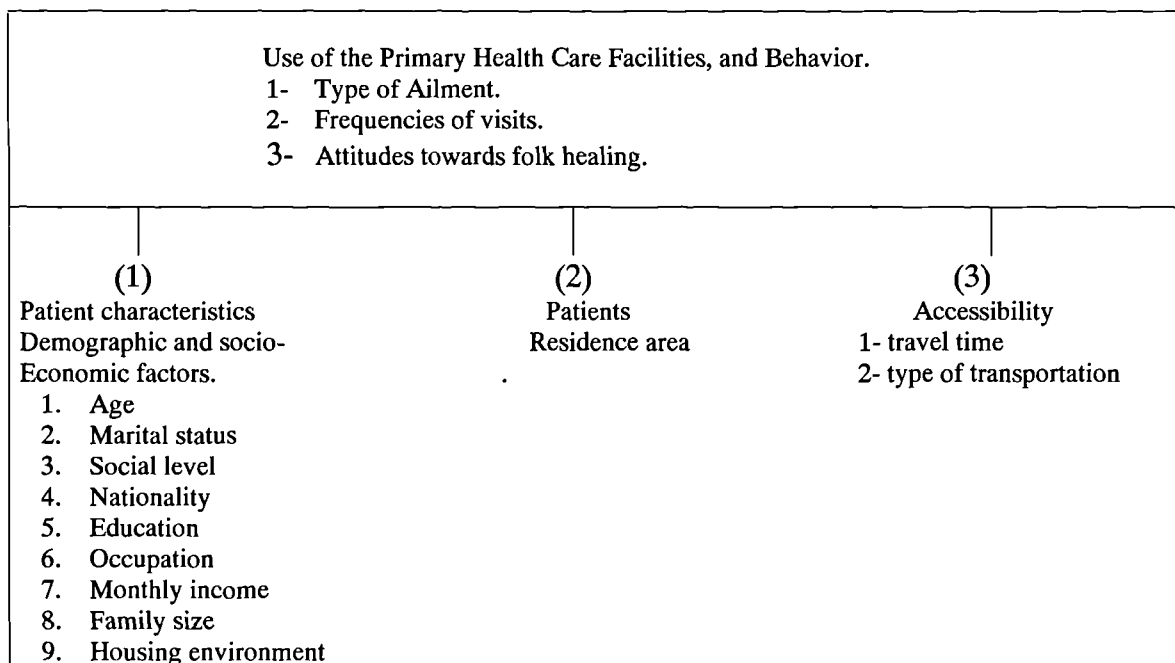 Use of the Primary Health Care Facilities, and Behavior.
1- Type of Ailment.
2- Frequencies of visits.
3- Attitudes towards folk healing.
(1)
Patient characteristics
Demographic and socio-
Economic factors.
1. Age
2. Marital status
3. Social level
4. Nationality
5. Education
6. Occupation
7. Monthly income
8. Family size
9. Housing environment
(2)
Patients
Residence area
.
(3)
Accessibility
1- travel time
2- type of transportation